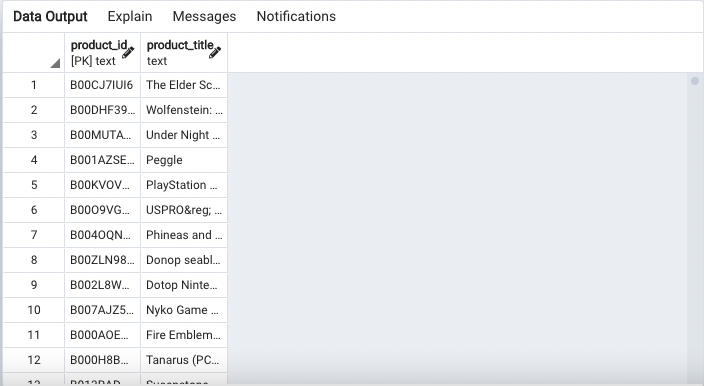 Data Output Explain Messages Notifications
product_id product_title
[PK] text text
1 B00CJ7IUI6 The Elder Sc...
2 B00DHF39... Wolfenstein: ...
3 B00MUTA... Under Night ...
4 B001AZSE... Peggle
5 B00KVOV... PlayStation ...
6 B00O9VG... USPRO&reg; ...
7 B004OQN... Phineas and ...
8 B00ZLN98... Donop seabl...
9 B002L8W... Dotop Ninte...
10 B007AJZ5... Nyko Game ...
11 B000AOE... Fire Emblem...
12 B000H8B... Tanarus (PC...
13